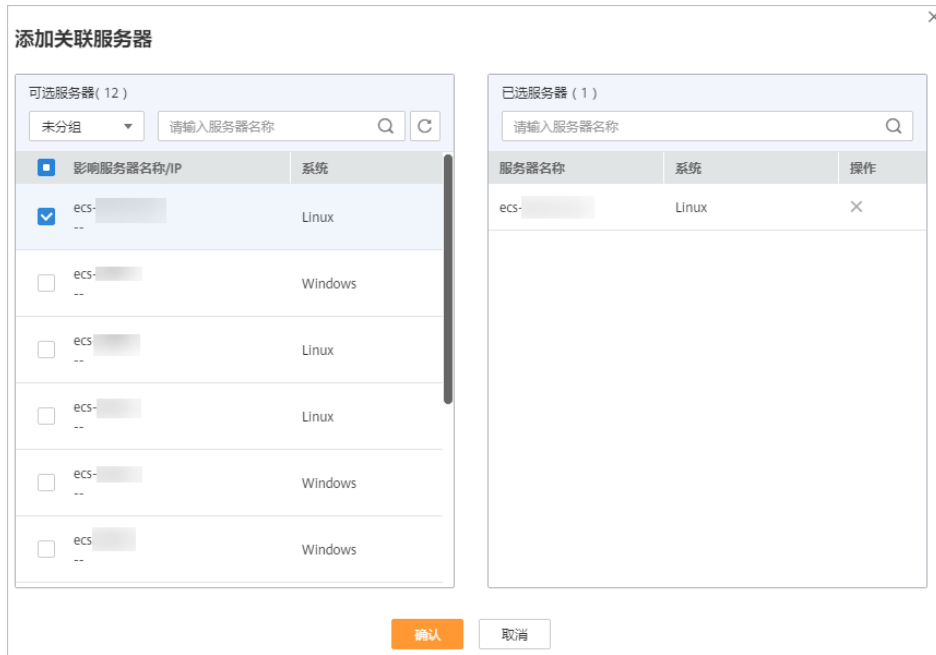 添加关联服务器
可选服务器( 12 )
未分组 请输入服务器名称
影响服务器名称/IP 系统
ecs-
--
Linux
ecs-
--
Windows
ecs
--
Linux
ecs-
--
Linux
ecs-
--
Windows
ecs
--
Windows
已选服务器 ( 1 )
请输入服务器名称
服务器名称 系统 操作
ecs- Linux
确认 取消